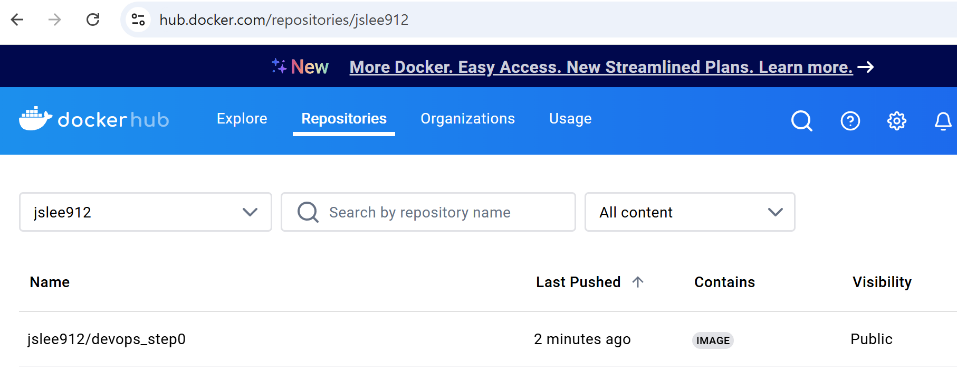 hub.docker.com/repositories/jslee912
New More Docker. Easy Access. New Streamlined Plans. Learn more.
dockerhub Explore Repositories Organizations Usage
jslee912 Search by repository name All content
Name Last Pushed Contains Visibility
jslee912/devops_step0 2 minutes ago IMAGE Public